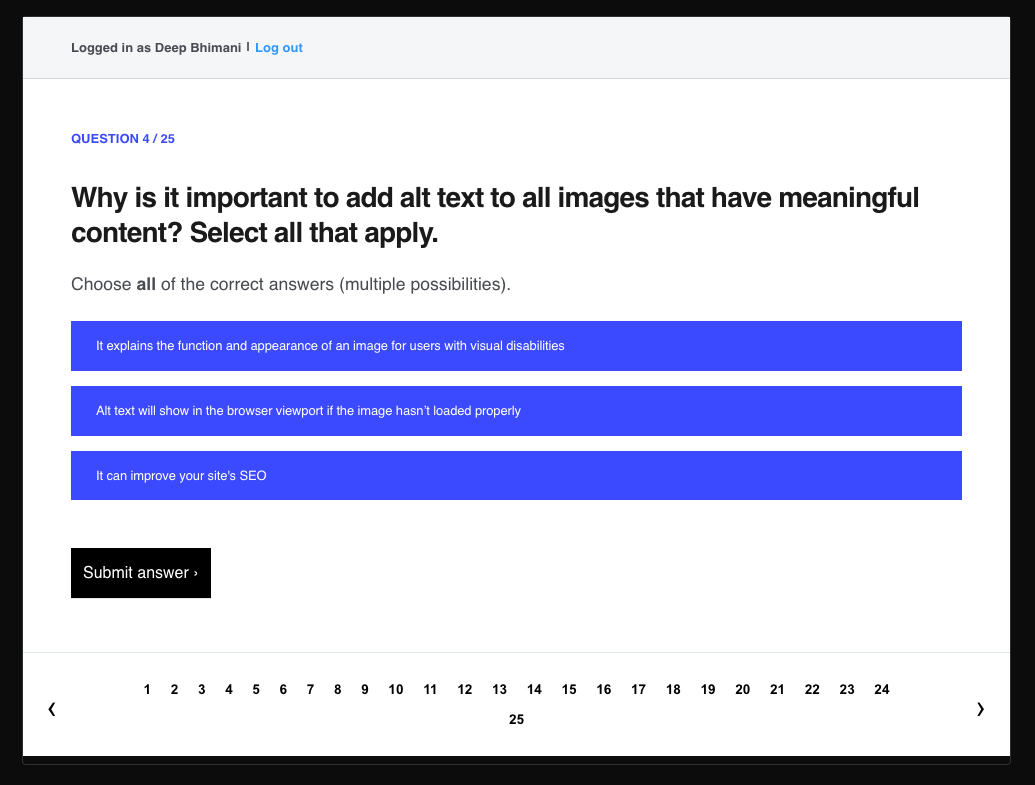 Logged in as Deep Bhimani | Log out
QUESTION 4 / 25
Why is it important to add alt text to all images that have meaningful
content? Select all that apply.
Choose all of the correct answers (multiple possibilities).
It explains the function and appearance of an image for users with visual disabilities
Alt text will show in the browser viewport if the image hasn’t loaded properly
It can improve your site's SEO
Submit answer ›
1 2 3 4 5 6 7 8 9 10 11 12 13 14 15 16 17 18 19 20 21 22 23 24
‹ ›
25